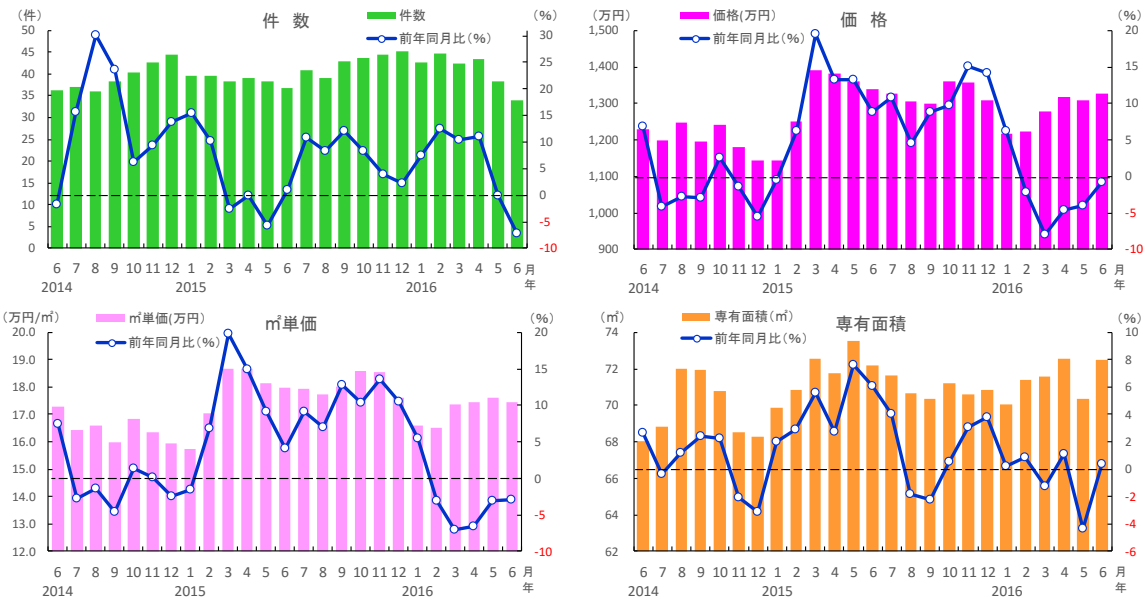 (件) 件 数 件数 (%)
前年同月比(%)
50 45 40 35 30 25 20 15 10 5 0
30 25 20 15 10 5 0 -5 -10
6 7 8 9 10 11 12 1 2 3 4 5 6 7 8 9 10 11 12 1 2 3 4 5 6 月
2014 2015 2016 年
(万円) 価格(万円) 価 格 (%)
前年同月比(%)
1,500 1,400 1,300 1,200 1,100 1,000 900
20 15 10 5 0 -5 -10
6 7 8 9 10 11 12 1 2 3 4 5 6 7 8 9 10 11 12 1 2 3 4 5 6 月
2014 2015 2016 年
(万円/㎡) ㎡単価(万円) ㎡単価 (%)
前年同月比(%)
20.0 19.0 18.0 17.0 16.0 15.0 14.0 13.0 12.0
20 15 10 5 0 -5 -10
6 7 8 9 10 11 12 1 2 3 4 5 6 7 8 9 10 11 12 1 2 3 4 5 6 月
2014 2015 2016 年
(㎡) 専有面積(㎡) 専有面積 (%)
前年同月比(%)
74 72 70 68 66 64 62
10 8 6 4 2 0 -2 -4 -6
6 7 8 9 10 11 12 1 2 3 4 5 6 7 8 9 10 11 12 1 2 3 4 5 6 月
2014 2015 2016 年